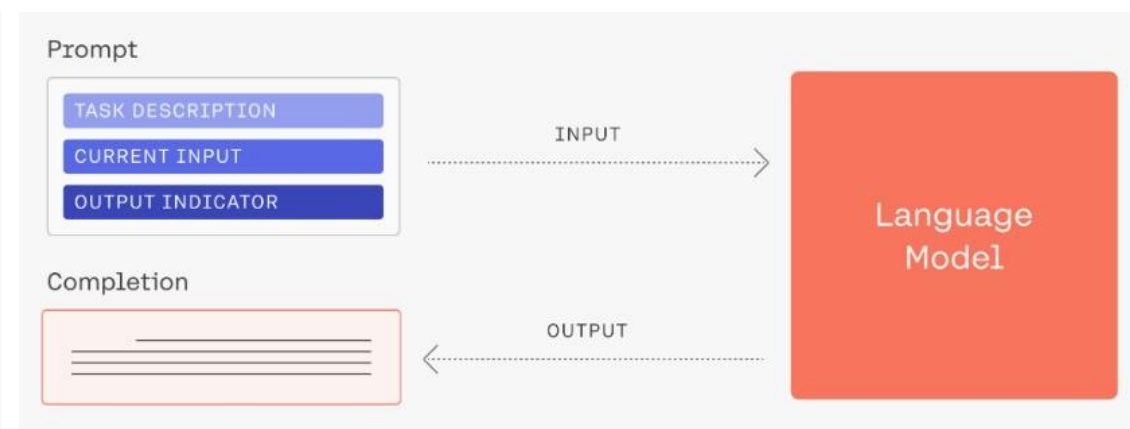 Prompt
TASK DESCRIPTION
CURRENT INPUT
OUTPUT INDICATOR
INPUT
Language
Model
Completion
OUTPUT